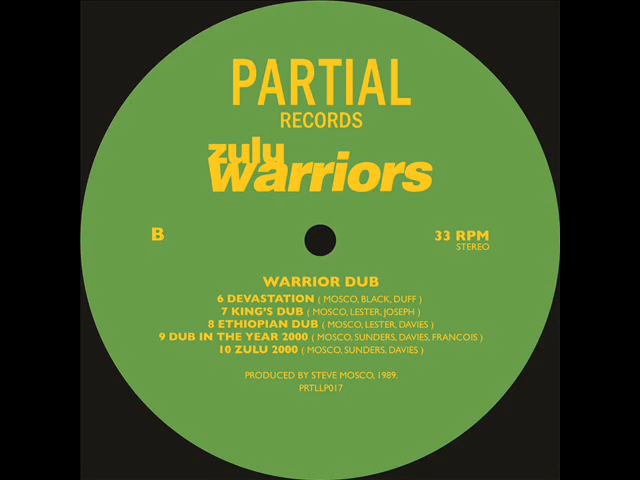 PARTIAL
RECORDS
zulu
warriors
B
33 RPM
STEREO
WARRIOR DUB
6 DEVASTATION ( MOSCO, BLACK, DUFF )
7 KING'S DUB ( MOSCO, LESTER, JOSEPH )
8 ETHIOPIAN DUB ( MOSCO, LESTER, DAVIES )
9 DUB IN THE YEAR 2000 ( MOSCO, SUNDERS, DAVIES, FRANCOIS )
10 ZULU 2000 ( MOSCO, SUNDERS, DAVIES )
PRODUCED BY STEVE MOSCO, 1989.
PRTLLP017